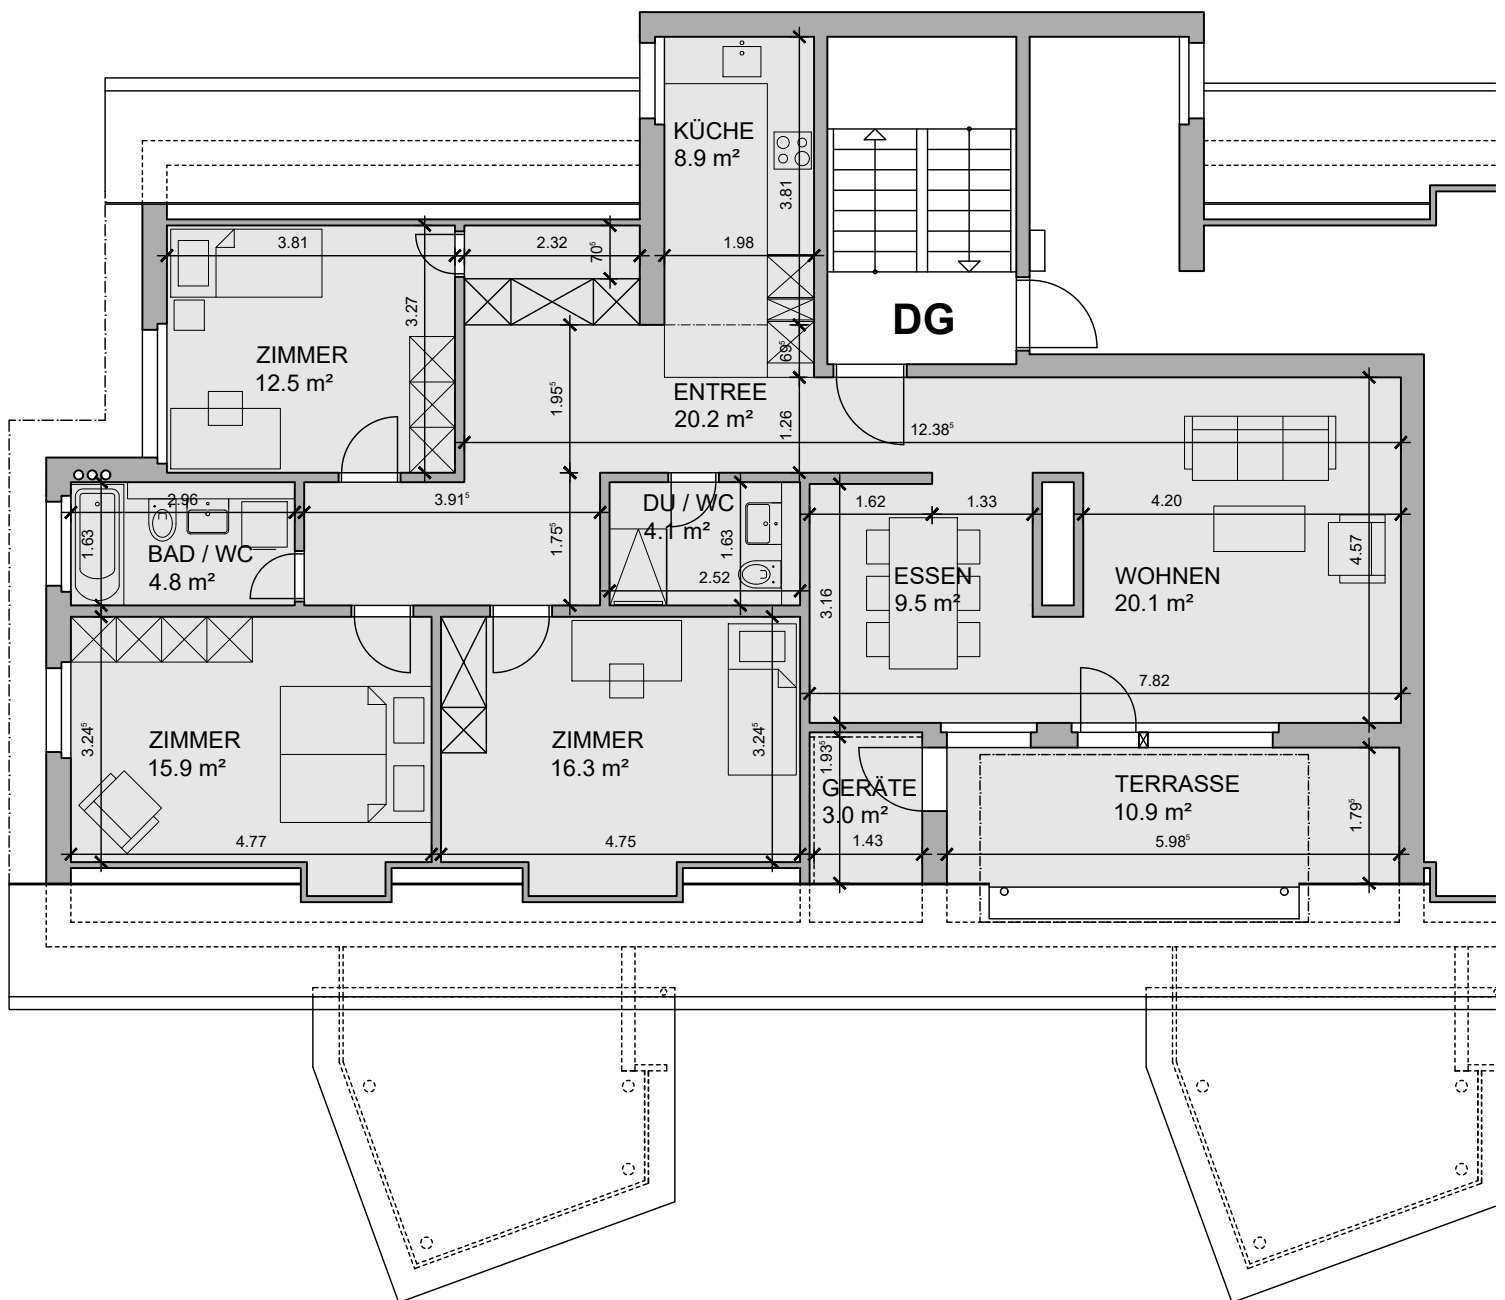 KÜCHE
8.9 m²
3.81
3.81
2.32
70⁵
1.98
3.27
DG
ZIMMER
12.5 m²
69⁵
ENTREE
20.2 m²
1.95⁵
1.26
12.38⁵
2.96
3.91⁵
DU / WC
4.1 m²
1.62
1.33
4.20
1.63
1.75⁵
1.63
4.57
BAD / WC
4.8 m²
2.52
ESSEN
9.5 m²
WOHNEN
20.1 m²
3.16
7.82
ZIMMER
15.9 m²
3.24⁵
ZIMMER
16.3 m²
3.24⁵
1.93⁵
GERÄTE
3.0 m²
TERRASSE
10.9 m²
1.79⁵
4.77
4.75
1.43
5.98⁵